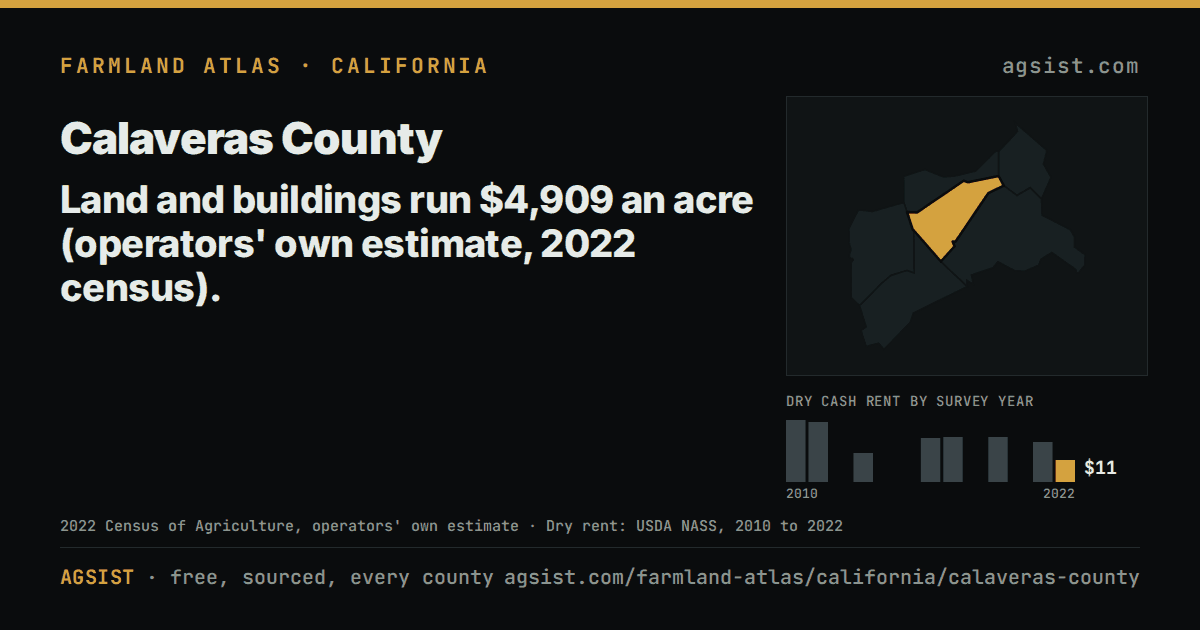 FARMLAND ATLAS · CALIFORNIA
agsist.com
Calaveras County
Land and buildings run $4,909 an acre
(operators' own estimate, 2022
census).
DRY CASH RENT BY SURVEY YEAR
$11
2010
2022
2022 Census of Agriculture, operators' own estimate · Dry rent: USDA NASS, 2010 to 2022
AGSIST · free, sourced, every county
agsist.com/farmland-atlas/california/calaveras-county